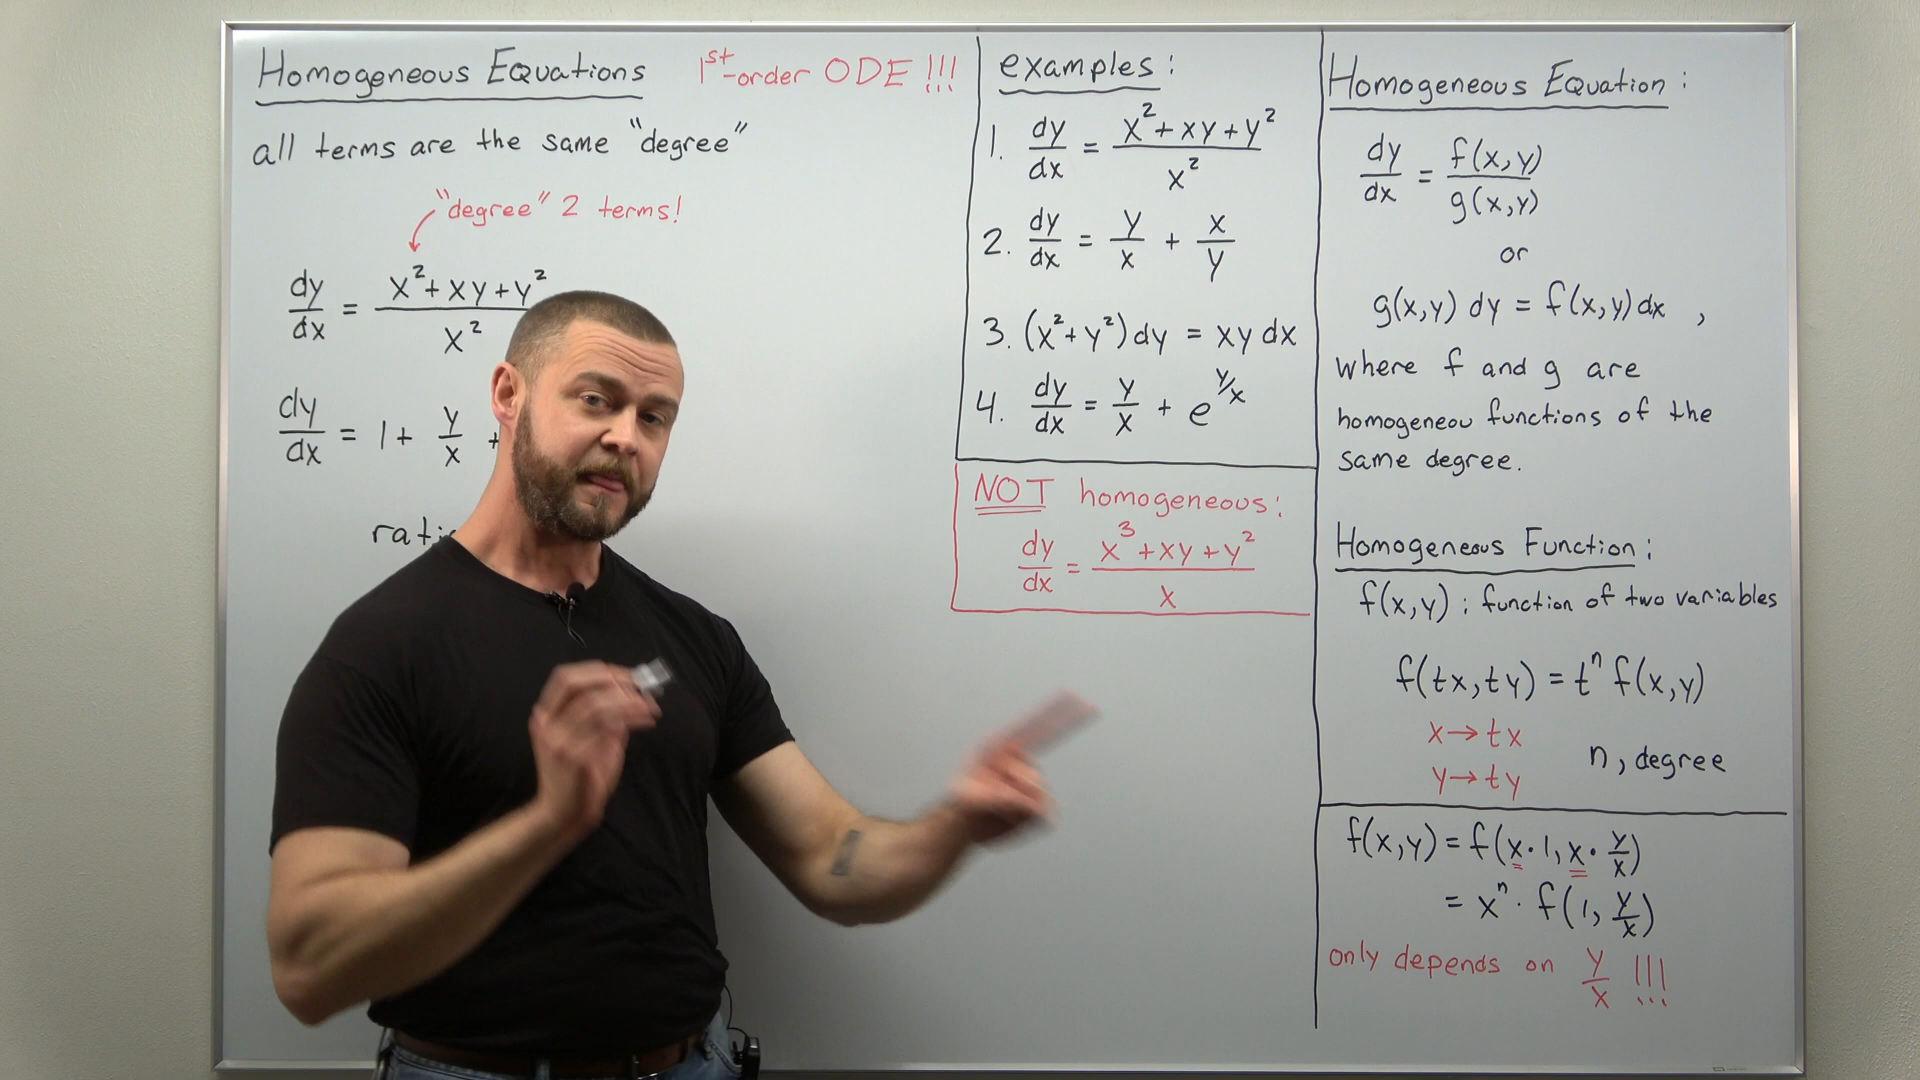 Homogeneous Equations 1st-order ODE !!!
all terms are the same "degree"
"degree" 2 terms!
dy/dx = (x² + xy + y²)/x²
dy/dx = 1 + y/x +
examples:
1. dy/dx = (x² + xy + y²)/x²
2. dy/dx = y/x + x/y
3. (x² + y²) dy = xy dx
4. dy/dx = y/x + e^(y/x)
NOT homogeneous:
dy/dx = (x³ + xy + y²)/x
Homogeneous Equation:
dy/dx = f(x,y)/g(x,y)
or
g(x,y) dy = f(x,y) dx ,
where f and g are
homogeneou functions of the
same degree.
Homogeneous Function:
f(x,y) : function of two variables
f(tx,ty) = tⁿ f(x,y)
x→tx
y→ty
n, degree
f(x,y) = f(x·1, x·y/x)
= xⁿ · f(1, y/x)
only depends on y/x !!!